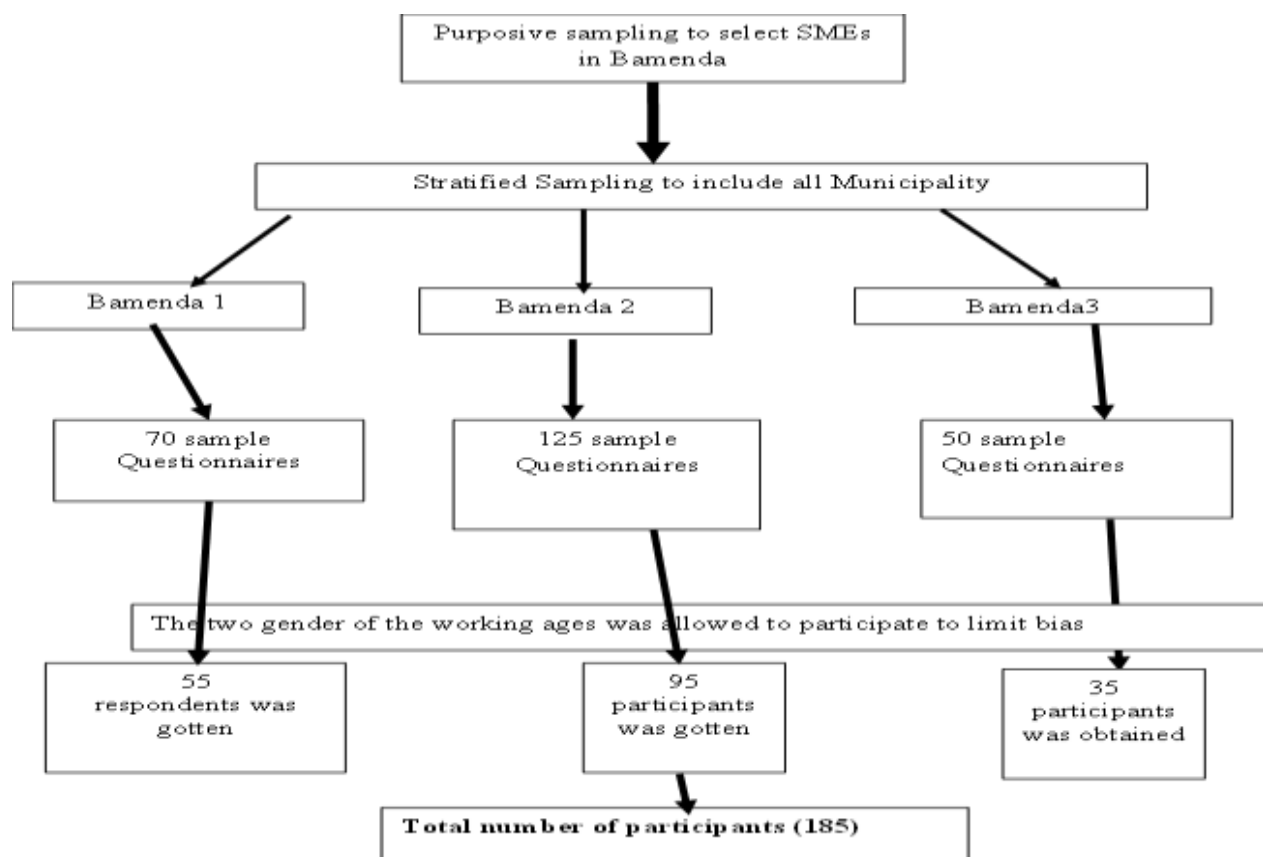 Purposive sampling to select SMEs
in Bamenda
Stratified Sampling to include all Municipality
Bamenda 1
Bamenda 2
Bamenda3
70 sample
Questionnaires
125 sample
Questionnaires
50 sample
Questionnaires
The two gender of the working ages was allowed to participate to limit bias
55
respondents was
gotten
95
participants
was gotten
35
participants
was obtained
Total number of participants (185)